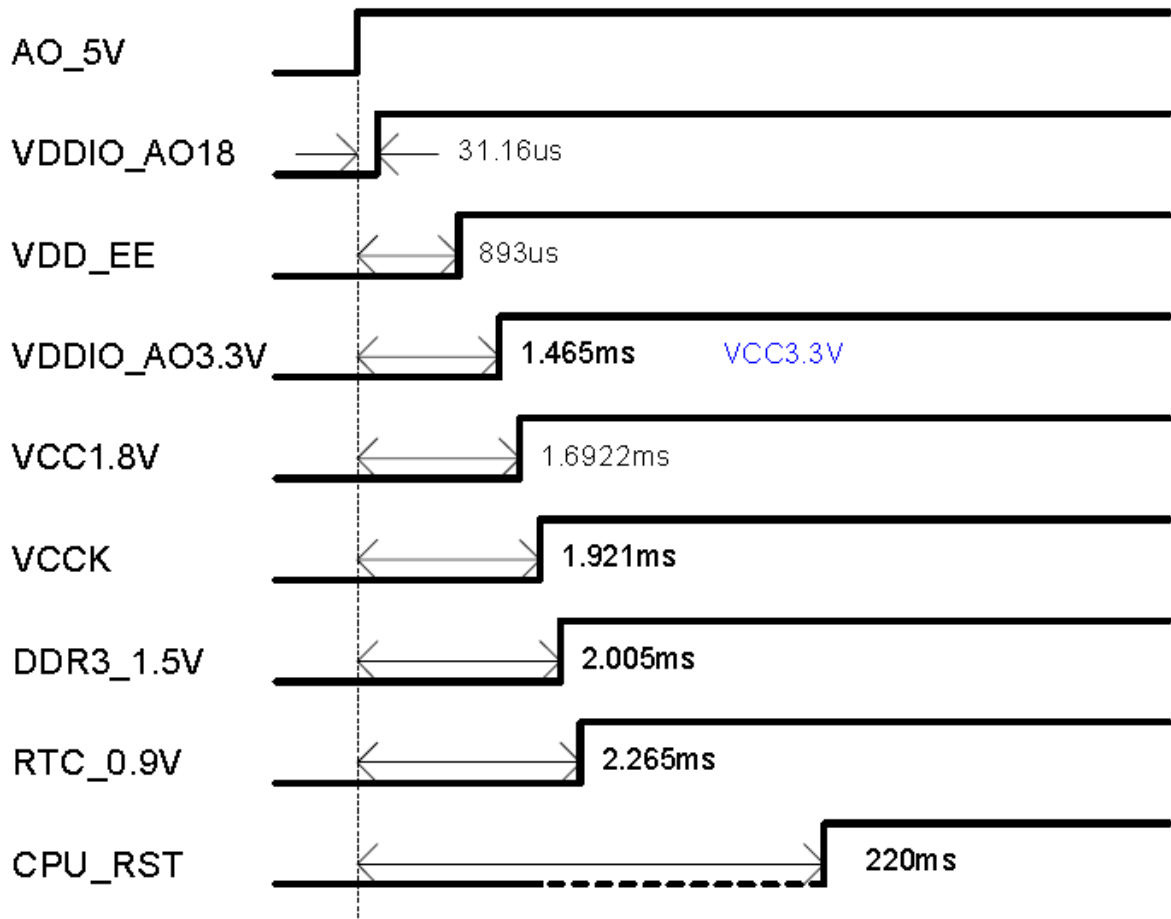 AO_5V
VDDIO_AO18 31.16us
VDD_EE 893us
VDDIO_AO3.3V 1.465ms VCC3.3V
VCC1.8V 1.6922ms
VCCK 1.921ms
DDR3_1.5V 2.005ms
RTC_0.9V 2.265ms
CPU_RST 220ms